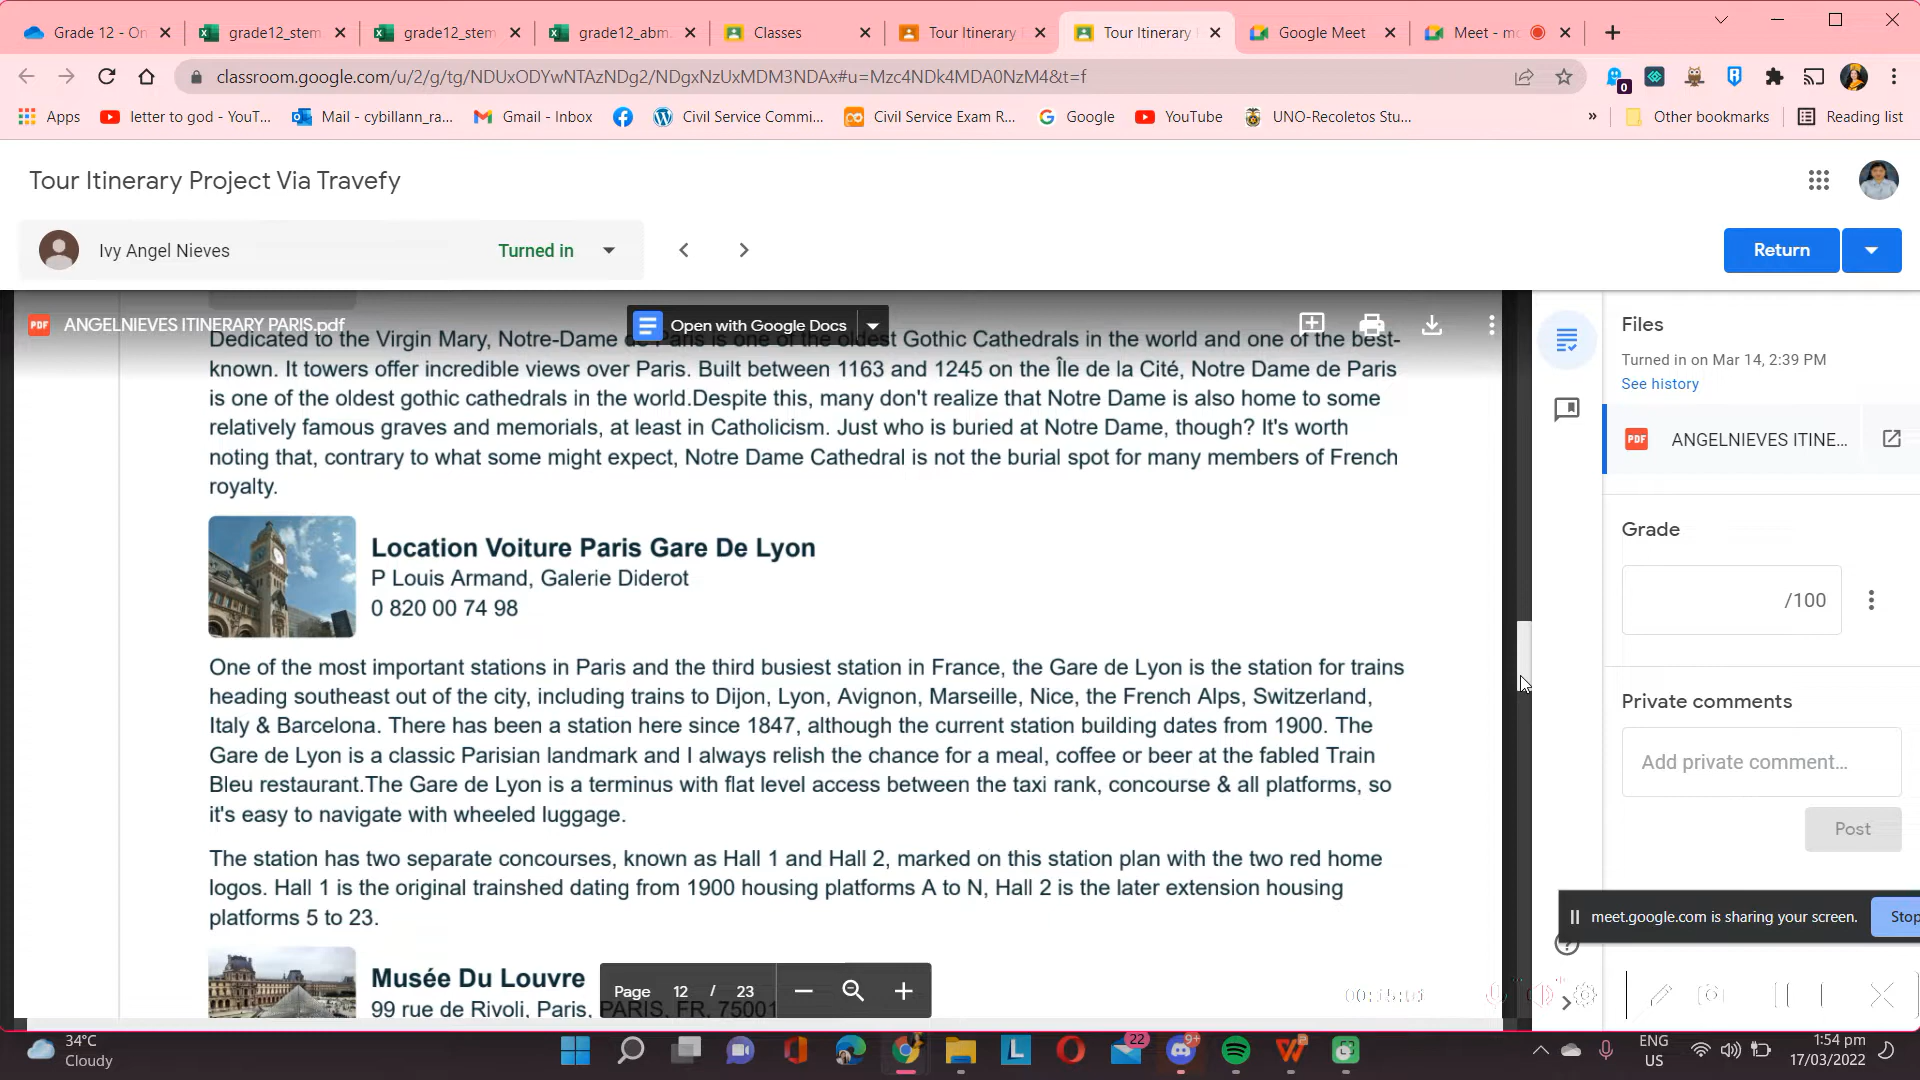 Grade 12 - On
grade12_stem
grade12_stem
grade12_abm
Classes
Tour Itinerary
Tour Itinerary
Google Meet
Meet - m
classroom.google.com/u/2/g/tg/NDUxODYwNTAzNDg2/NDgxNzUxMDM3NDAx#u=Mzc4NDk4MDA0NzM4&t=f
0
Apps
letter to god - YouT...
Mail - cybillann_ra...
Gmail - Inbox
Civil Service Commi...
Civil Service Exam R...
Google
YouTube
UNO-Recoletos Stu...
»
Other bookmarks
Reading list
Tour Itinerary Project Via Travefy
Ivy Angel Nieves
Turned in
Return
PDF
ANGELNIEVES ITINERARY PARIS.pdf
Open with Google Docs
Dedicated to the Virgin Mary, Notre-Dame de Paris is one of the oldest Gothic Cathedrals in the world and one of the best-
known. It towers offer incredible views over Paris. Built between 1163 and 1245 on the Île de la Cité, Notre Dame de Paris
is one of the oldest gothic cathedrals in the world.Despite this, many don't realize that Notre Dame is also home to some
relatively famous graves and memorials, at least in Catholicism. Just who is buried at Notre Dame, though? It's worth
noting that, contrary to what some might expect, Notre Dame Cathedral is not the burial spot for many members of French
royalty.
Location Voiture Paris Gare De Lyon
P Louis Armand, Galerie Diderot
0 820 00 74 98
One of the most important stations in Paris and the third busiest station in France, the Gare de Lyon is the station for trains
heading southeast out of the city, including trains to Dijon, Lyon, Avignon, Marseille, Nice, the French Alps, Switzerland,
Italy & Barcelona. There has been a station here since 1847, although the current station building dates from 1900. The
Gare de Lyon is a classic Parisian landmark and I always relish the chance for a meal, coffee or beer at the fabled Train
Bleu restaurant.The Gare de Lyon is a terminus with flat level access between the taxi rank, concourse & all platforms, so
it's easy to navigate with wheeled luggage.
The station has two separate concourses, known as Hall 1 and Hall 2, marked on this station plan with the two red home
logos. Hall 1 is the original trainshed dating from 1900 housing platforms A to N, Hall 2 is the later extension housing
platforms 5 to 23.
Musée Du Louvre
99 rue de Rivoli, Paris, PARIS, FR, 75001
Page 12 / 23
Files
Turned in on Mar 14, 2:39 PM
See history
PDF
ANGELNIEVES ITINE...
Grade
/100
Private comments
Add private comment...
Post
meet.google.com is sharing your screen.
Stop
00:15:01
34°C
Cloudy
22
9+
ENG
US
1:54 pm
17/03/2022